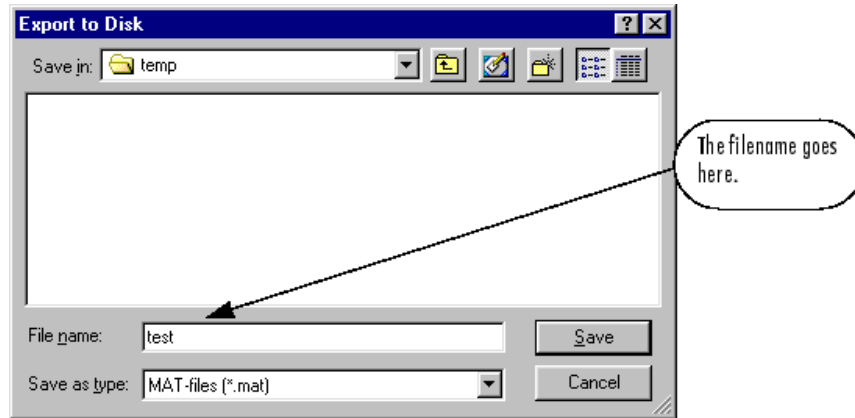 Export to Disk
Save in: temp
The filename goes
here.
File name: test
Save
Save as type: MAT-files (*.mat)
Cancel